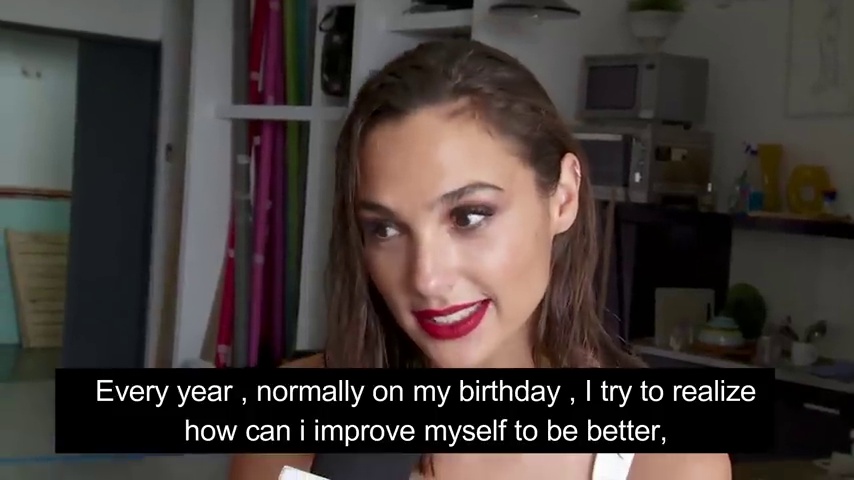 Every year , normally on my birthday , I try to realize
how can i improve myself to be better,